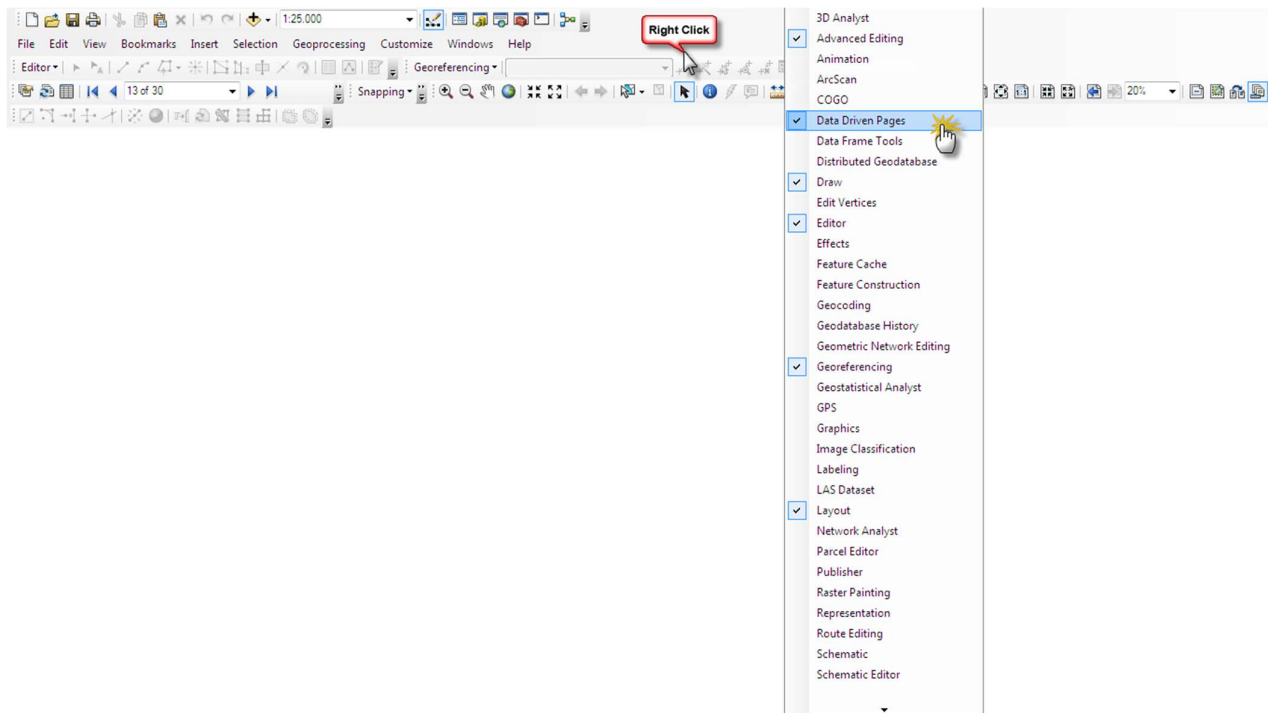 1:25.000
Right Click
File Edit View Bookmarks Insert Selection Geoprocessing Customize Windows Help
Editor Georeferencing
13 of 30 Snapping 20%
3D Analyst
Advanced Editing
Animation
ArcScan
COGO
Data Driven Pages
Data Frame Tools
Distributed Geodatabase
Draw
Edit Vertices
Editor
Effects
Feature Cache
Feature Construction
Geocoding
Geodatabase History
Geometric Network Editing
Georeferencing
Geostatistical Analyst
GPS
Graphics
Image Classification
Labeling
LAS Dataset
Layout
Network Analyst
Parcel Editor
Publisher
Raster Painting
Representation
Route Editing
Schematic
Schematic Editor